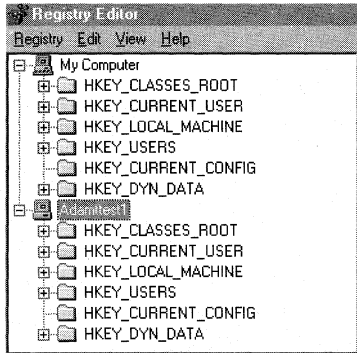 Registry Editor
Registry Edit View Help
My Computer
HKEY_CLASSES_ROOT
HKEY_CURRENT_USER
HKEY_LOCAL_MACHINE
HKEY_USERS
HKEY_CURRENT_CONFIG
HKEY_DYN_DATA
Adamitest1
HKEY_CLASSES_ROOT
HKEY_CURRENT_USER
HKEY_LOCAL_MACHINE
HKEY_USERS
HKEY_CURRENT_CONFIG
HKEY_DYN_DATA